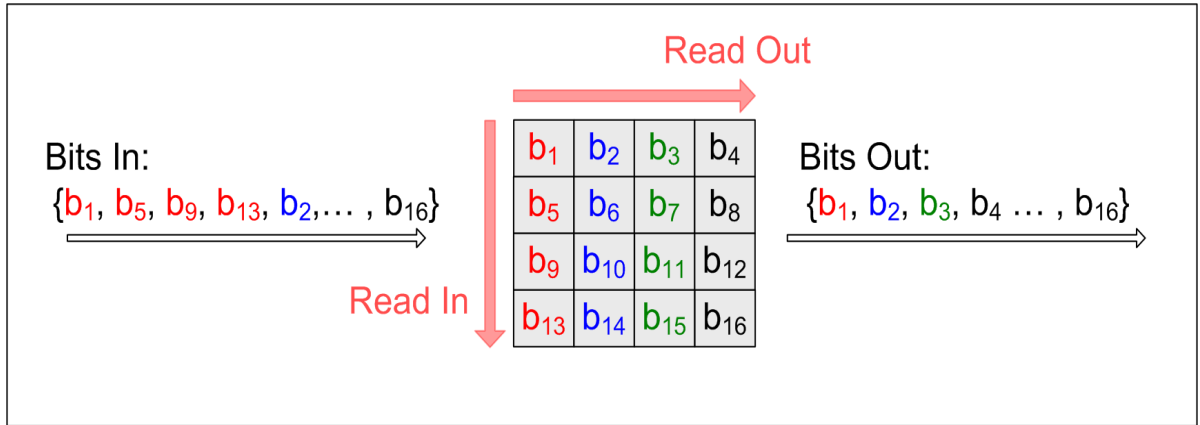 Read Out
Bits In:
{b₁, b₅, b₉, b₁₃, b₂,… , b₁₆}
Read In
b₁ b₂ b₃ b₄
b₅ b₆ b₇ b₈
b₉ b₁₀ b₁₁ b₁₂
b₁₃ b₁₄ b₁₅ b₁₆
Bits Out:
{b₁, b₂, b₃, b₄ … , b₁₆}